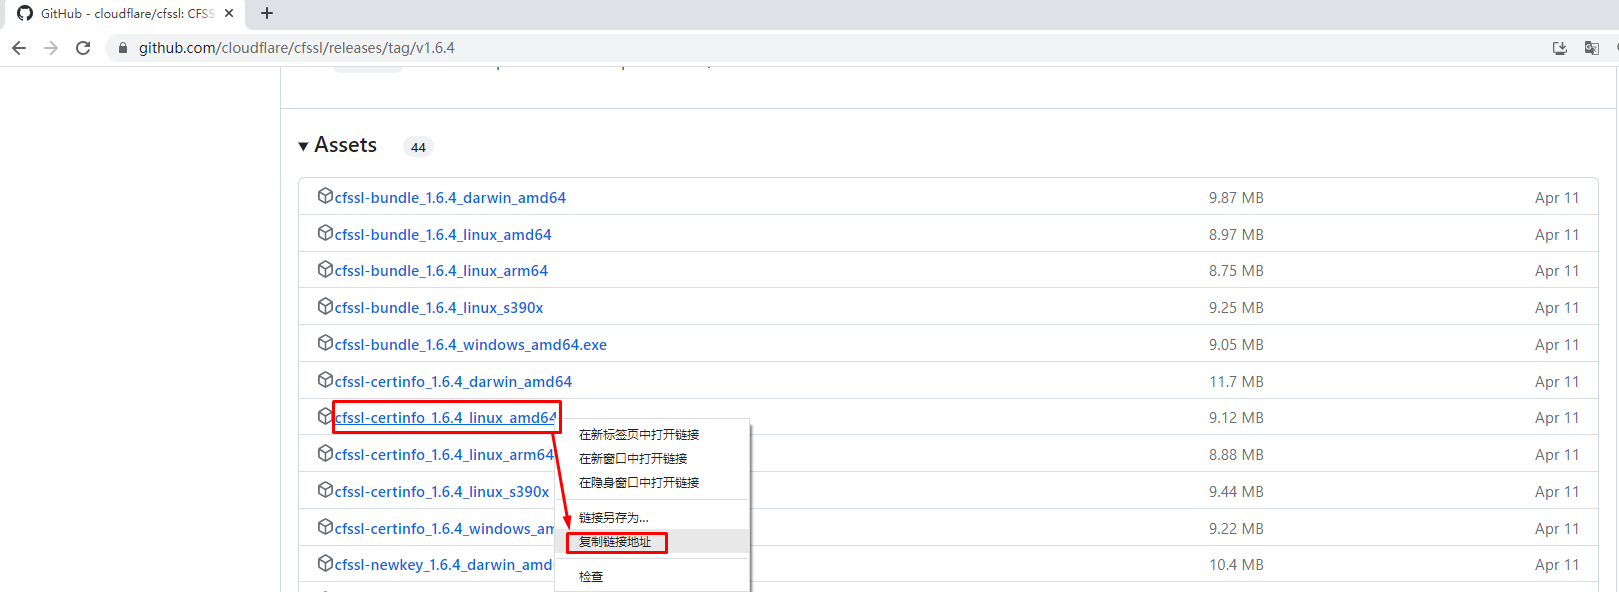 GitHub - cloudflare/cfssl: CFSS
github.com/cloudflare/cfssl/releases/tag/v1.6.4
Assets 44
cfssl-bundle_1.6.4_darwin_amd64 9.87 MB Apr 11
cfssl-bundle_1.6.4_linux_amd64 8.97 MB Apr 11
cfssl-bundle_1.6.4_linux_arm64 8.75 MB Apr 11
cfssl-bundle_1.6.4_linux_s390x 9.25 MB Apr 11
cfssl-bundle_1.6.4_windows_amd64.exe 9.05 MB Apr 11
cfssl-certinfo_1.6.4_darwin_amd64 11.7 MB Apr 11
cfssl-certinfo_1.6.4_linux_amd64 9.12 MB Apr 11
在新标签页中打开链接
cfssl-certinfo_1.6.4_linux_arm64 8.88 MB Apr 11
在新窗口中打开链接
在隐身窗口中打开链接
cfssl-certinfo_1.6.4_linux_s390x 9.44 MB Apr 11
链接另存为...
cfssl-certinfo_1.6.4_windows_am 9.22 MB Apr 11
复制链接地址
cfssl-newkey_1.6.4_darwin_amd 10.4 MB Apr 11
检查